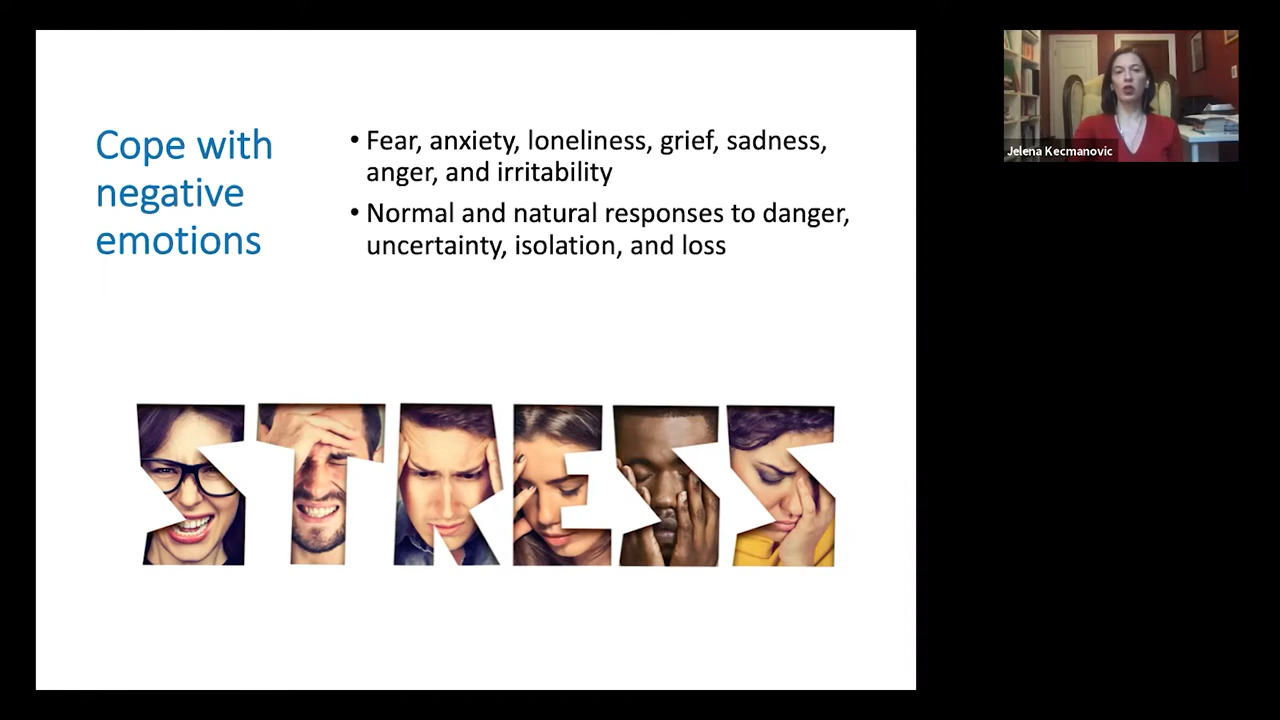 Cope with
negative
emotions
• Fear, anxiety, loneliness, grief, sadness,
anger, and irritability
• Normal and natural responses to danger,
uncertainty, isolation, and loss
STRESS
Jelena Kecmanovic